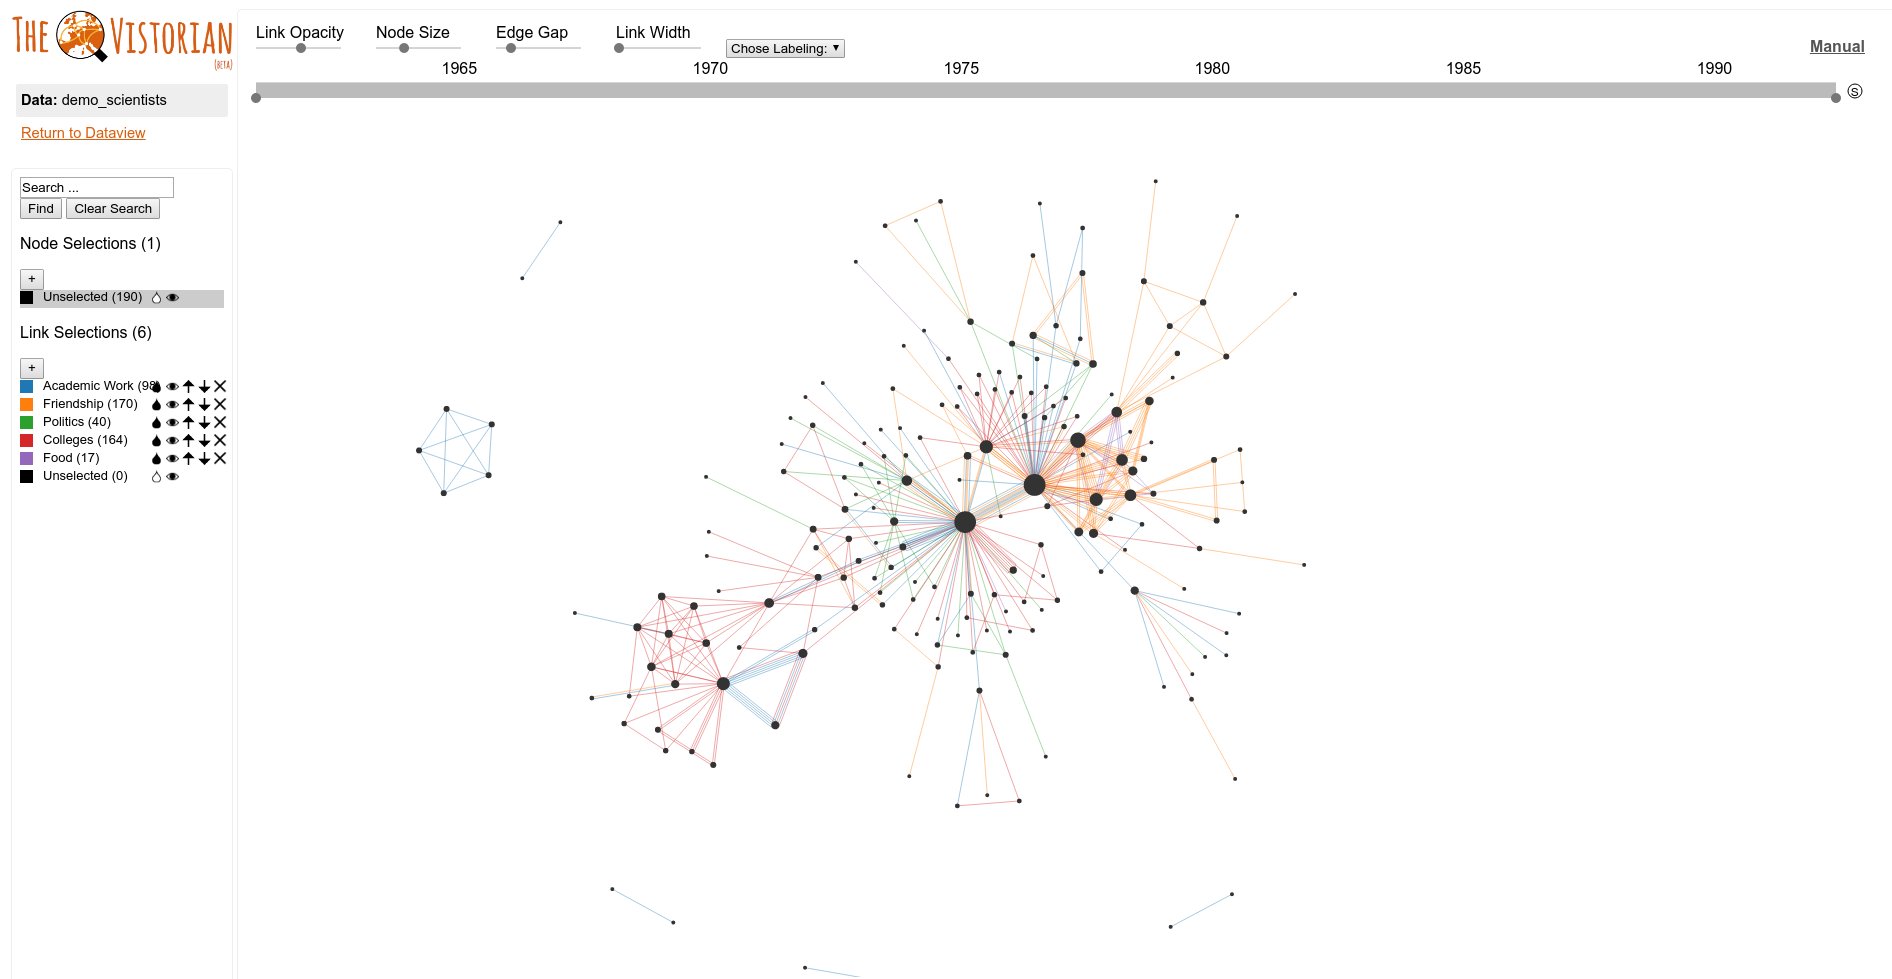 THE VISTORIAN
(BETA)
Data: demo_scientists
Return to Dataview
Search ...
Find Clear Search
Node Selections (1)
+
Unselected (190)
Link Selections (6)
+
Academic Work (98)
Friendship (170)
Politics (40)
Colleges (164)
Food (17)
Unselected (0)
Link Opacity Node Size Edge Gap Link Width
Chose Labeling:
Manual
1965 1970 1975 1980 1985 1990
S